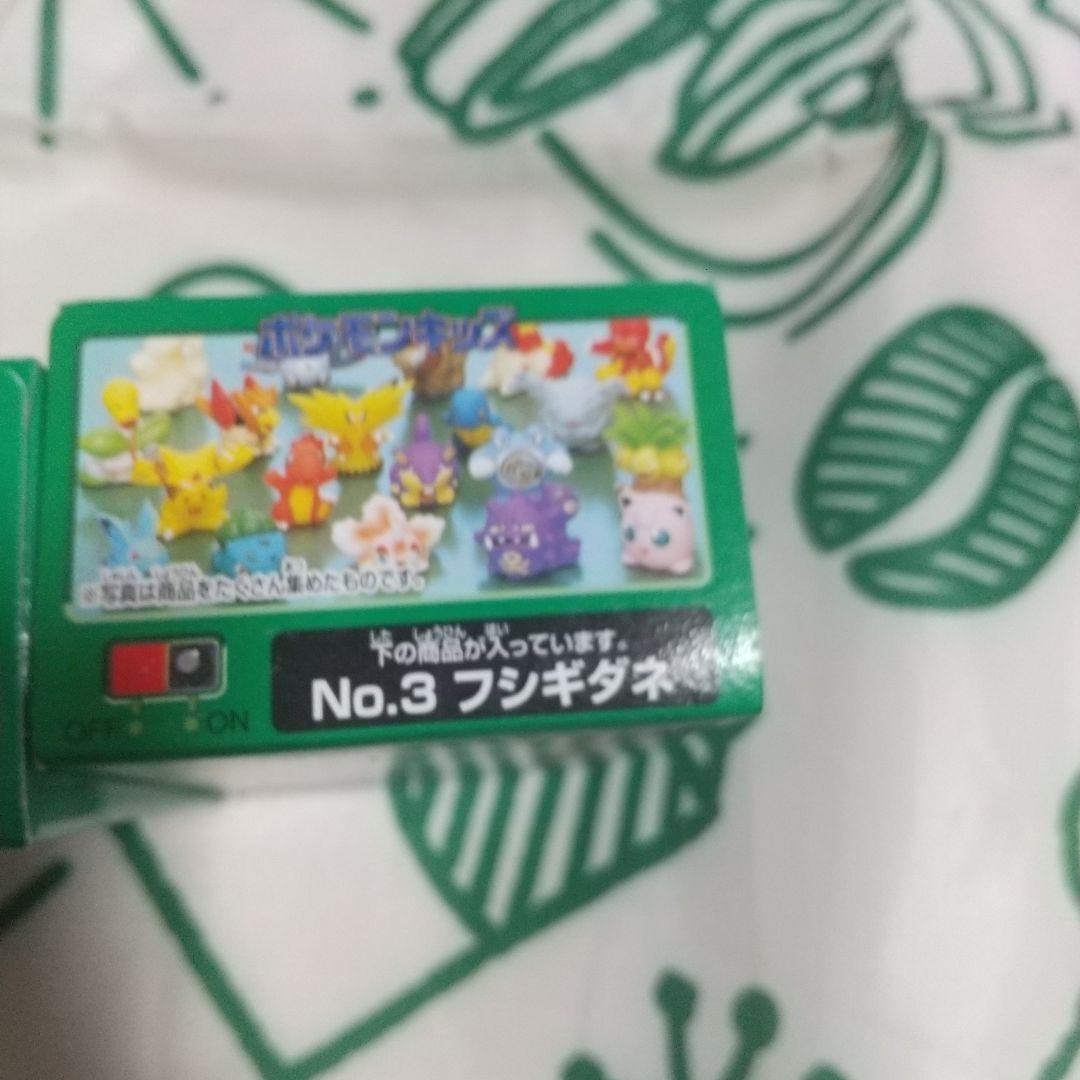 ポケモンキッズ
※写真は商品をたくさん集めたものです。
下の商品が入っています。
No.3 フシギダネ
OFF ON